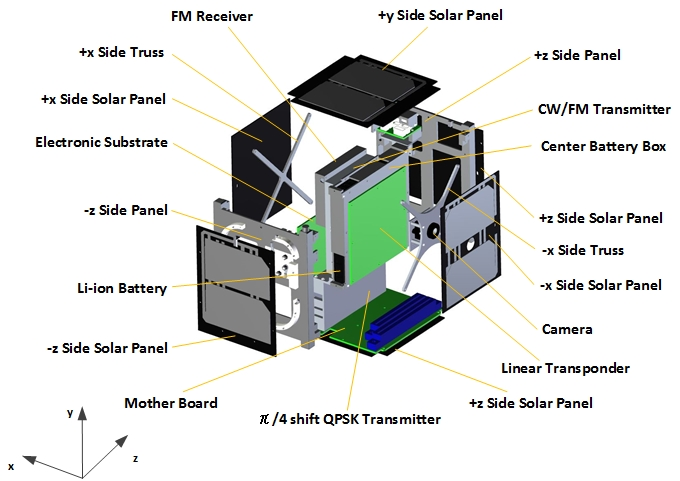 FM Receiver
+y Side Solar Panel
+x Side Truss
+z Side Panel
+x Side Solar Panel
CW/FM Transmitter
Electronic Substrate
Center Battery Box
-z Side Panel
+z Side Solar Panel
-x Side Truss
Li-ion Battery
-x Side Solar Panel
Camera
-z Side Solar Panel
Linear Transponder
Mother Board
+z Side Solar Panel
π/4 shift QPSK Transmitter
y
z
x